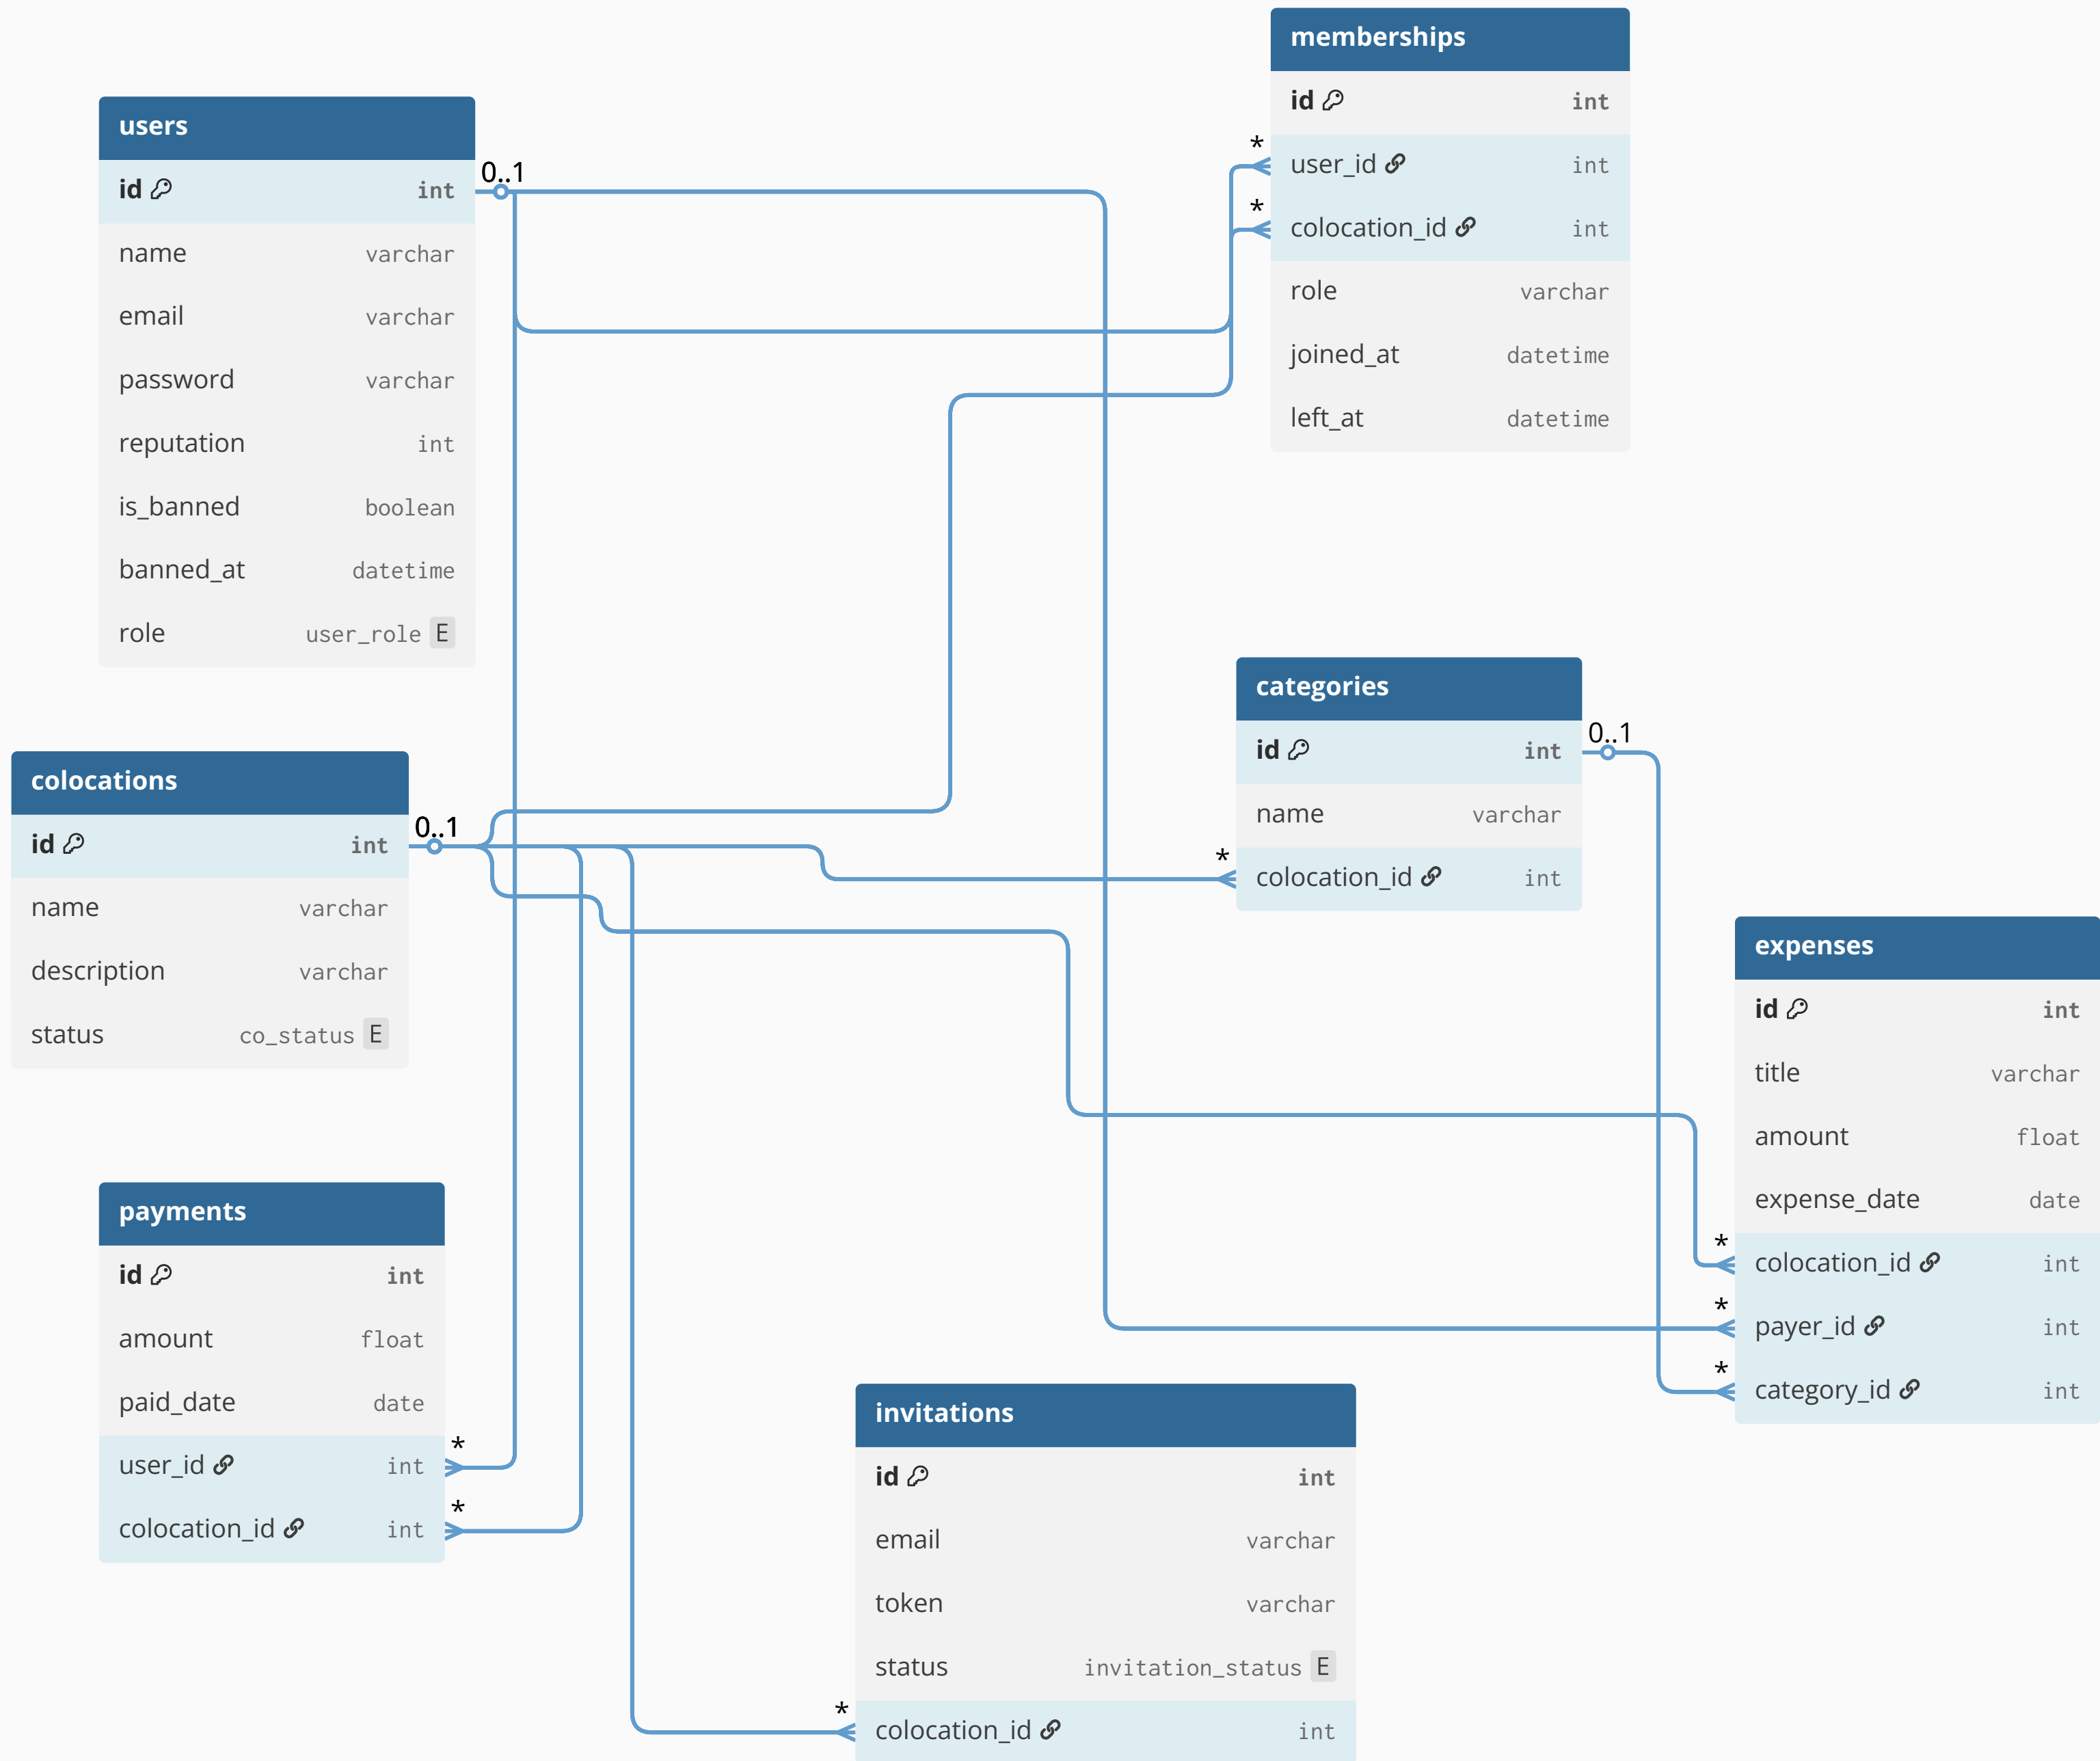 users
0..1
id int
name varchar
email varchar
password varchar
reputation int
is_banned boolean
banned_at datetime
role user_role E
memberships
id int
*
user_id int
*
colocation_id int
role varchar
joined_at datetime
left_at datetime
colocations
0..1
id int
name varchar
description varchar
status co_status E
categories
0..1
id int
name varchar
*
colocation_id int
expenses
id int
title varchar
amount float
expense_date date
*
colocation_id int
*
payer_id int
*
category_id int
payments
id int
amount float
paid_date date
*
user_id int
*
colocation_id int
invitations
id int
email varchar
token varchar
status invitation_status E
*
colocation_id int